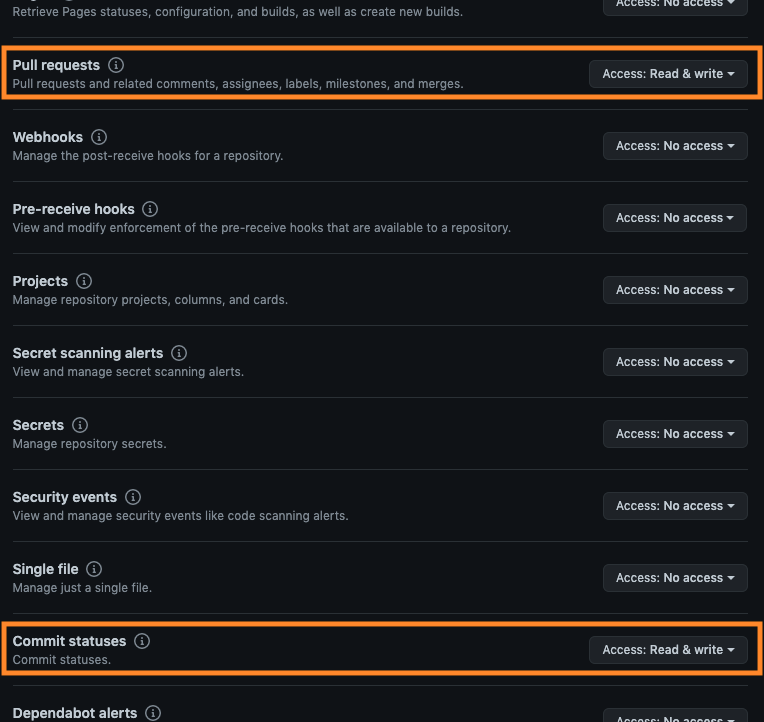 Retrieve Pages statuses, configuration, and builds, as well as create new builds.
Access: No access
Pull requests
Pull requests and related comments, assignees, labels, milestones, and merges.
Access: Read & write
Webhooks
Manage the post-receive hooks for a repository.
Access: No access
Pre-receive hooks
View and modify enforcement of the pre-receive hooks that are available to a repository.
Access: No access
Projects
Manage repository projects, columns, and cards.
Access: No access
Secret scanning alerts
View and manage secret scanning alerts.
Access: No access
Secrets
Manage repository secrets.
Access: No access
Security events
View and manage security events like code scanning alerts.
Access: No access
Single file
Manage just a single file.
Access: No access
Commit statuses
Commit statuses.
Access: Read & write
Dependabot alerts
Access: No access